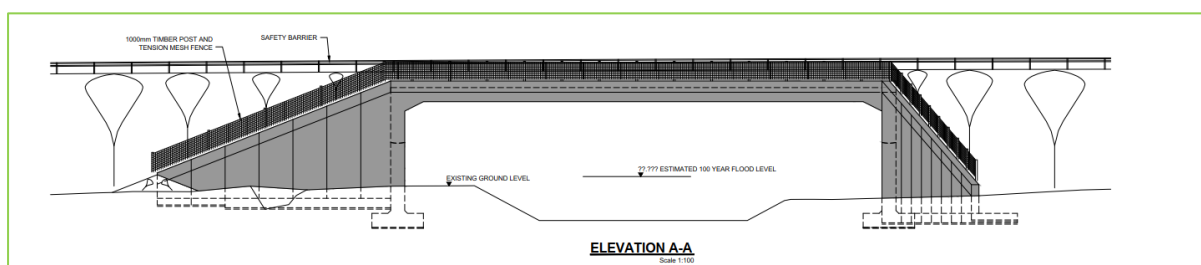 1000mm TIMBER POST AND
TENSION MESH FENCE
SAFETY BARRIER
??.??? ESTIMATED 100 YEAR FLOOD LEVEL
EXISTING GROUND LEVEL
ELEVATION A-A
Scale 1:100